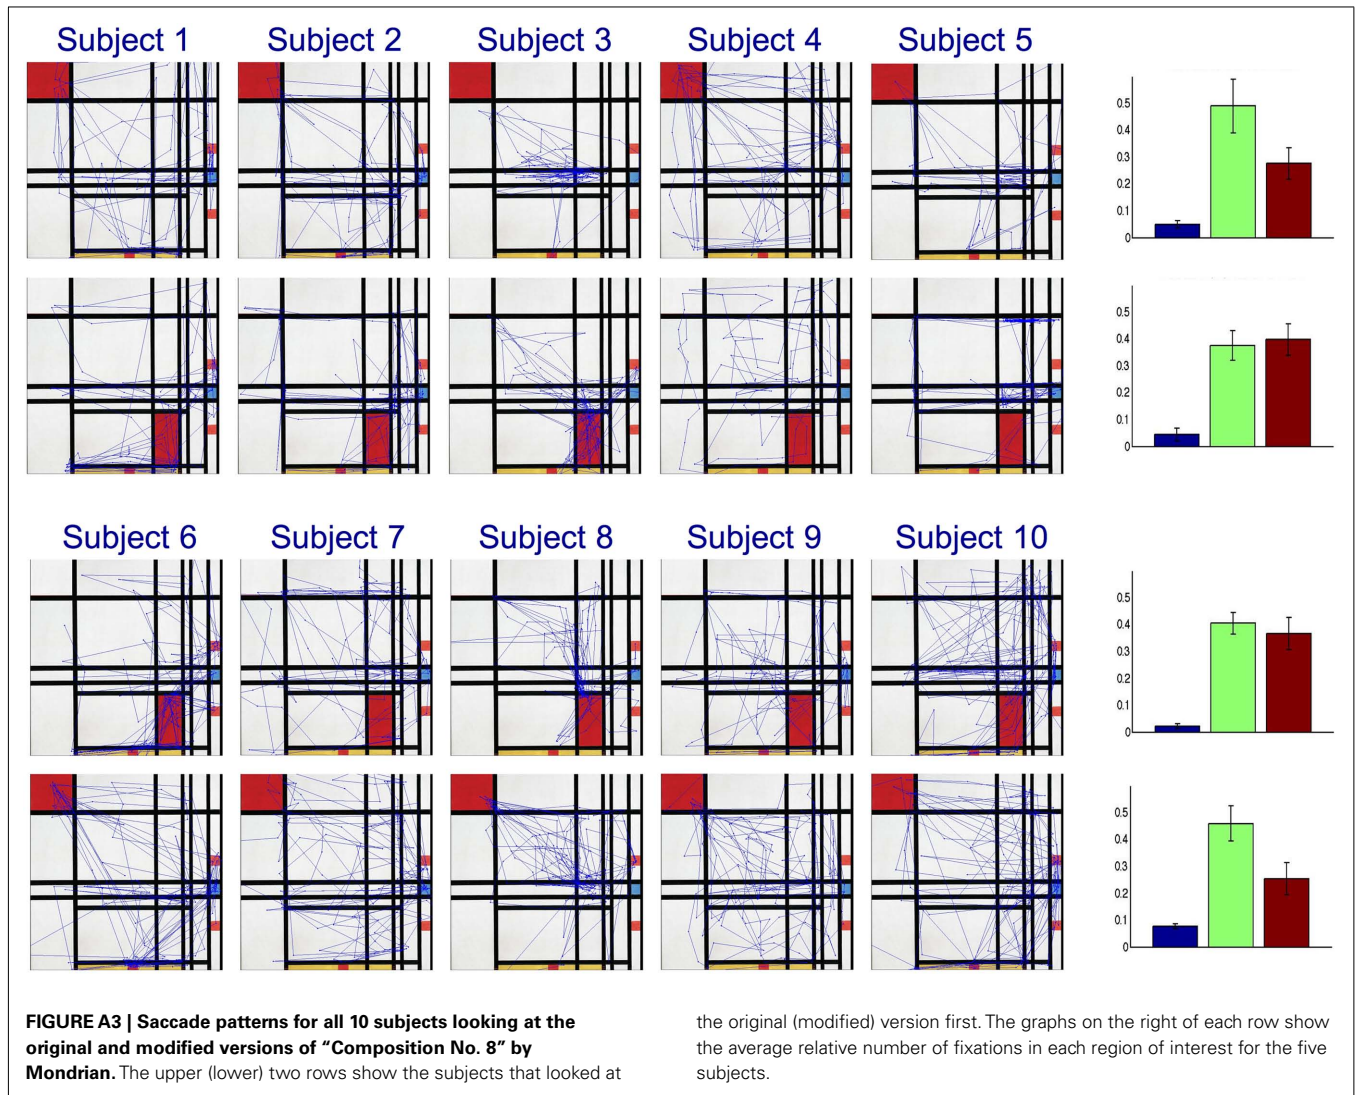 Subject 1
Subject 2
Subject 3
Subject 4
Subject 5
0.5
0.4
0.3
0.2
0.1
0
0.5
0.4
0.3
0.2
0.1
0
Subject 6
Subject 7
Subject 8
Subject 9
Subject 10
0.5
0.4
0.3
0.2
0.1
0
0.5
0.4
0.3
0.2
0.1
0
FIGURE A3 | Saccade patterns for all 10 subjects looking at the
original and modified versions of “Composition No. 8” by
Mondrian. The upper (lower) two rows show the subjects that looked at
the original (modified) version first. The graphs on the right of each row show
the average relative number of fixations in each region of interest for the five
subjects.